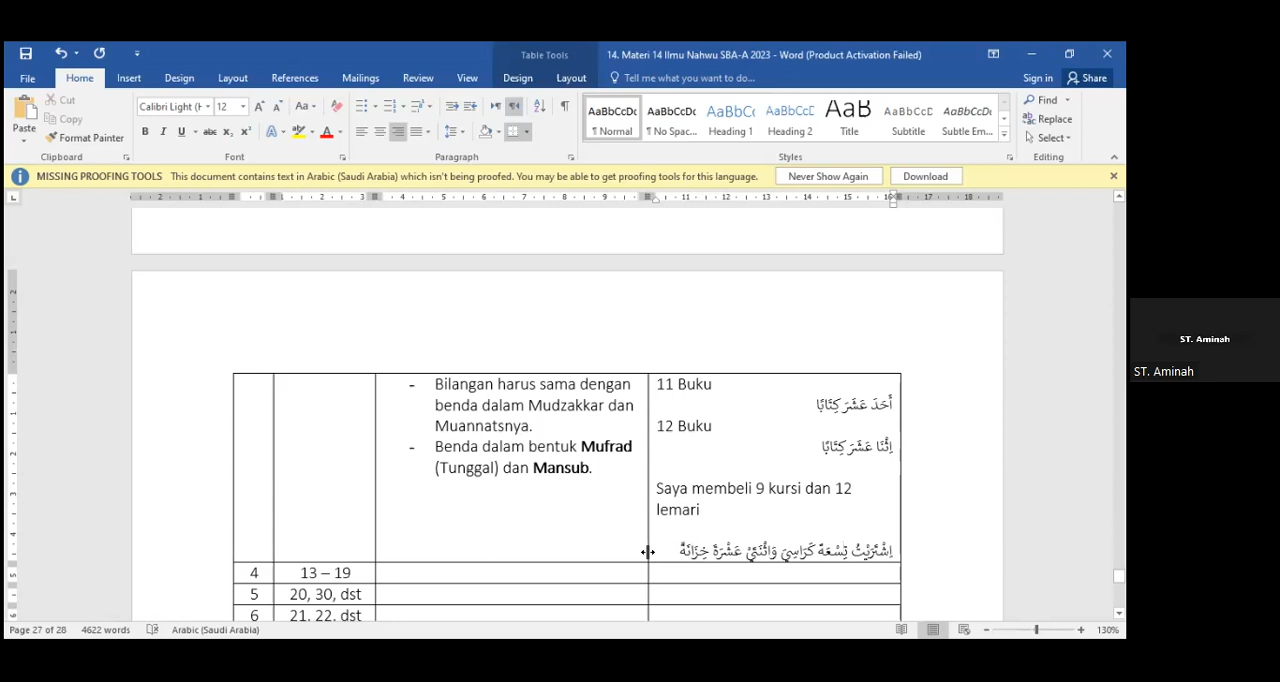 Table Tools
14. Materi 14 Ilmu Nahwu SBA-A 2023 - Word (Product Activation Failed)
File Home Insert Design Layout References Mailings Review View Design Layout Tell me what you want to do... Sign in Share
Paste
Cut
Copy
Format Painter
Calibri Light (H 12
Clipboard Font Paragraph Styles Editing
AaBbCcDc AaBbCcDc AaBbCc AaBbCcC AaB AaBbCcD AaBbCcDc
¶ Normal ¶ No Spac... Heading 1 Heading 2 Title Subtitle Subtle Em...
Find
Replace
Select
MISSING PROOFING TOOLS This document contains text in Arabic (Saudi Arabia) which isn't being proofed. You may be able to get proofing tools for this language. Never Show Again Download
- Bilangan harus sama dengan
benda dalam Mudzakkar dan
Muannatsnya.
- Benda dalam bentuk Mufrad
(Tunggal) dan Mansub.
11 Buku
أَحَدَ عَشَرَ كِتَابًا
12 Buku
اِثْنَا عَشَرَ كِتَابًا
Saya membeli 9 kursi dan 12
lemari
اِشْتَرَيْتُ تِسْعَةَ كَرَاسِيَ وَاثْنَتَيْ عَشْرَةَ خِزَانَةً
4 13 – 19
5 20, 30, dst
6 21, 22, dst
Page 27 of 28 4622 words Arabic (Saudi Arabia) 130%
ST. Aminah
ST. Aminah